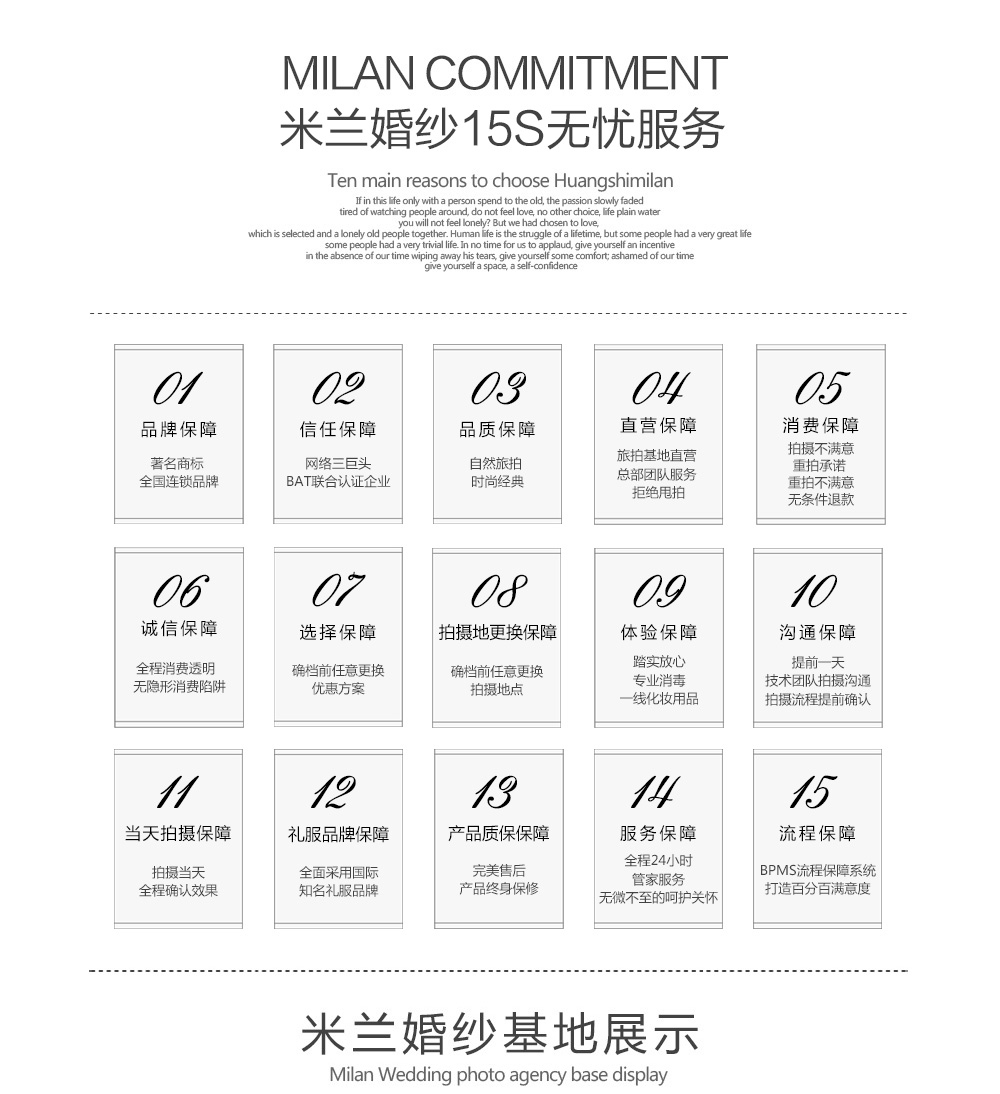 MILAN COMMITMENT
米兰婚纱15S无忧服务
Ten main reasons to choose Huangshimilan
If in this life only with a person spend to the old, the passion slowly faded
tired of watching people around, do not feel love, no other choice, life plain water
you will not feel lonely? But we had chosen to love,
which is selected and a lonely old people together. Human life is the struggle of a lifetime, but some people had a very great life
some people had a very trivial life. In no time for us to applaud, give yourself an incentive
in the absence of our time wiping away his tears, give yourself some comfort; ashamed of our time
give yourself a space, a self-confidence
01
品牌保障
著名商标
全国连锁品牌
02
信任保障
网络三巨头
BAT联合认证企业
03
品质保障
自然旅拍
时尚经典
04
直营保障
旅拍基地直营
总部团队服务
拒绝甩拍
05
消费保障
拍摄不满意
重拍承诺
重拍不满意
无条件退款
06
诚信保障
全程消费透明
无隐形消费陷阱
07
选择保障
确档前任意更换
优惠方案
08
拍摄地更换保障
确档前任意更换
拍摄地点
09
体验保障
踏实放心
专业消毒
一线化妆用品
10
沟通保障
提前一天
技术团队拍摄沟通
拍摄流程提前确认
11
当天拍摄保障
拍摄当天
全程确认效果
12
礼服品牌保障
全面采用国际
知名礼服品牌
13
产品质保保障
完美售后
产品终身保修
14
服务保障
全程24小时
管家服务
无微不至的呵护关怀
15
流程保障
BPMS流程保障系统
打造百分百满意度
米兰婚纱基地展示
Milan Wedding photo agency base display